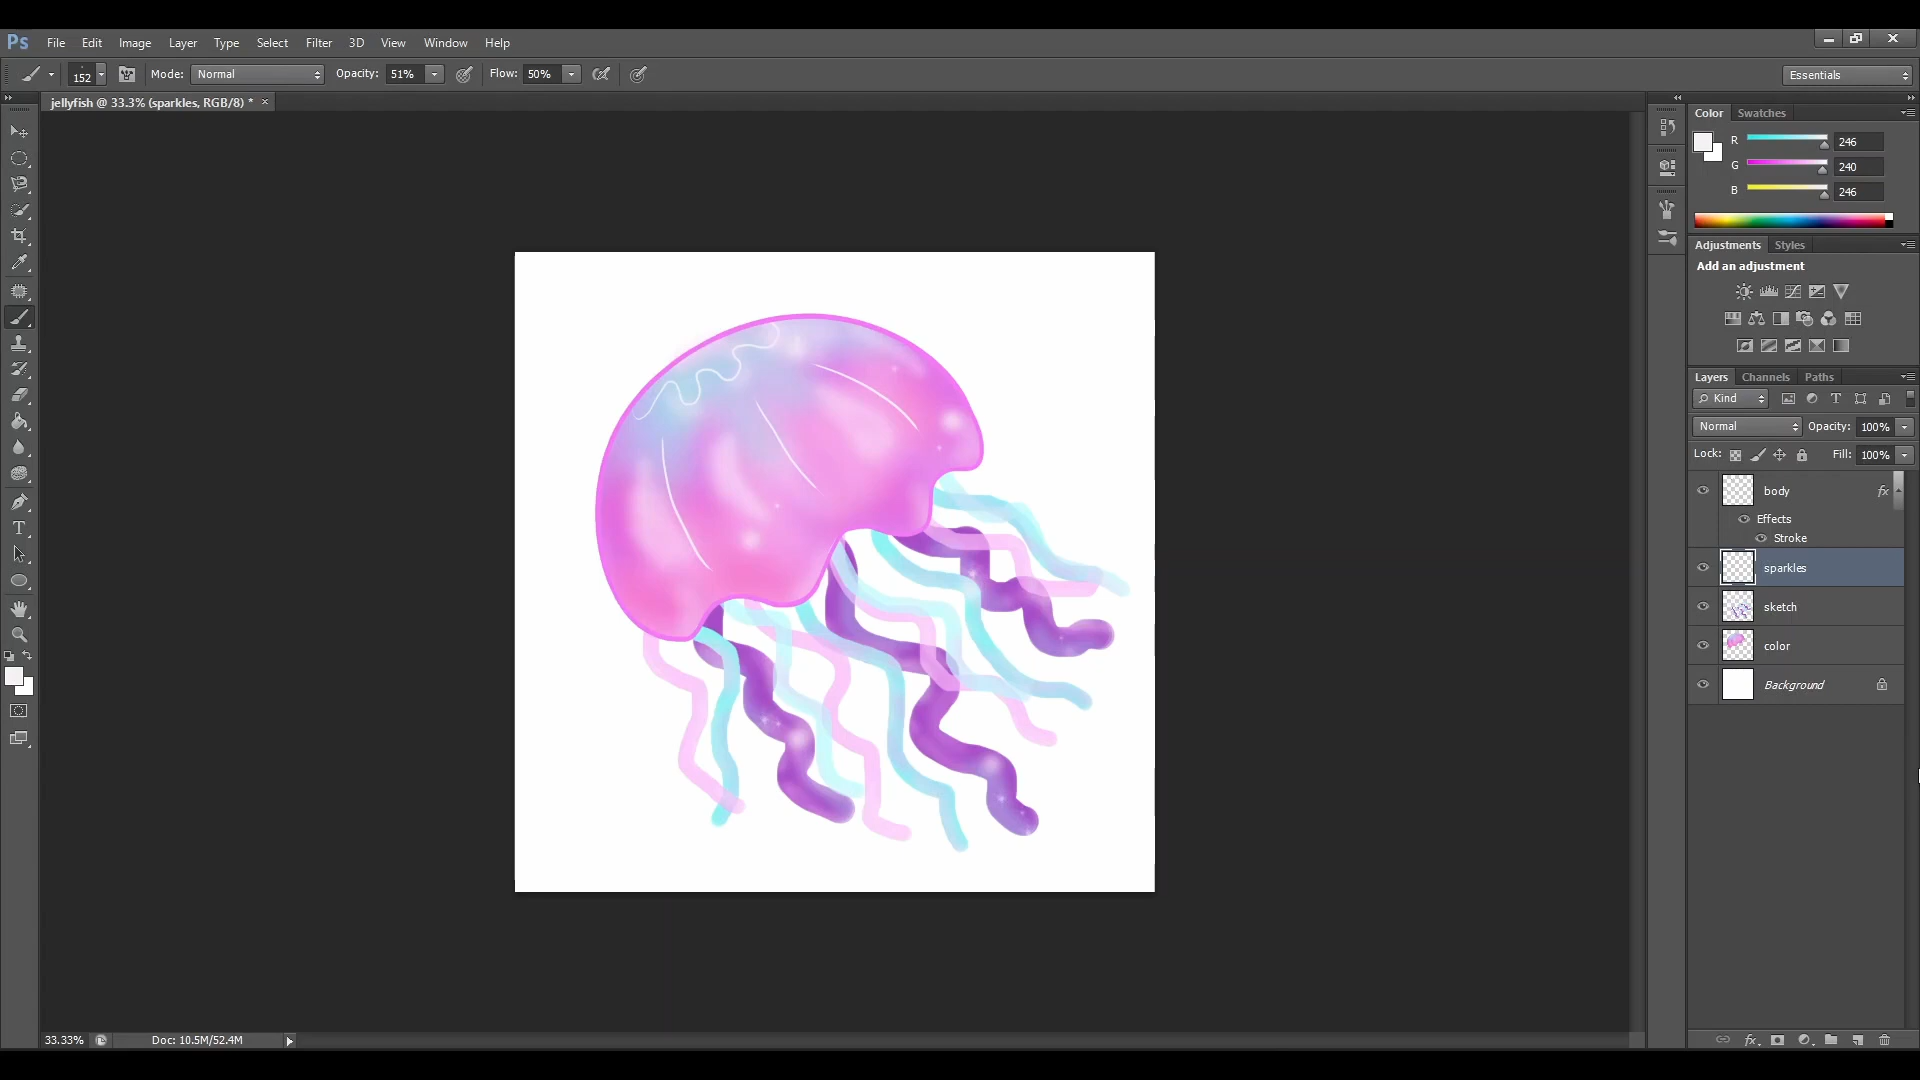 Ps File Edit Image Layer Type Select Filter 3D View Window Help
152 Mode: Normal Opacity: 51% Flow: 50% Essentials
jellyfish @ 33.3% (sparkles, RGB/8) * ×
Color Swatches
R 246
G 240
B 246
Adjustments Styles
Add an adjustment
Layers Channels Paths
Kind
Normal Opacity: 100%
Lock: Fill: 100%
body fx
Effects
Stroke
sparkles
sketch
color
Background
T
33.33% Doc: 10.5M/52.4M
fx